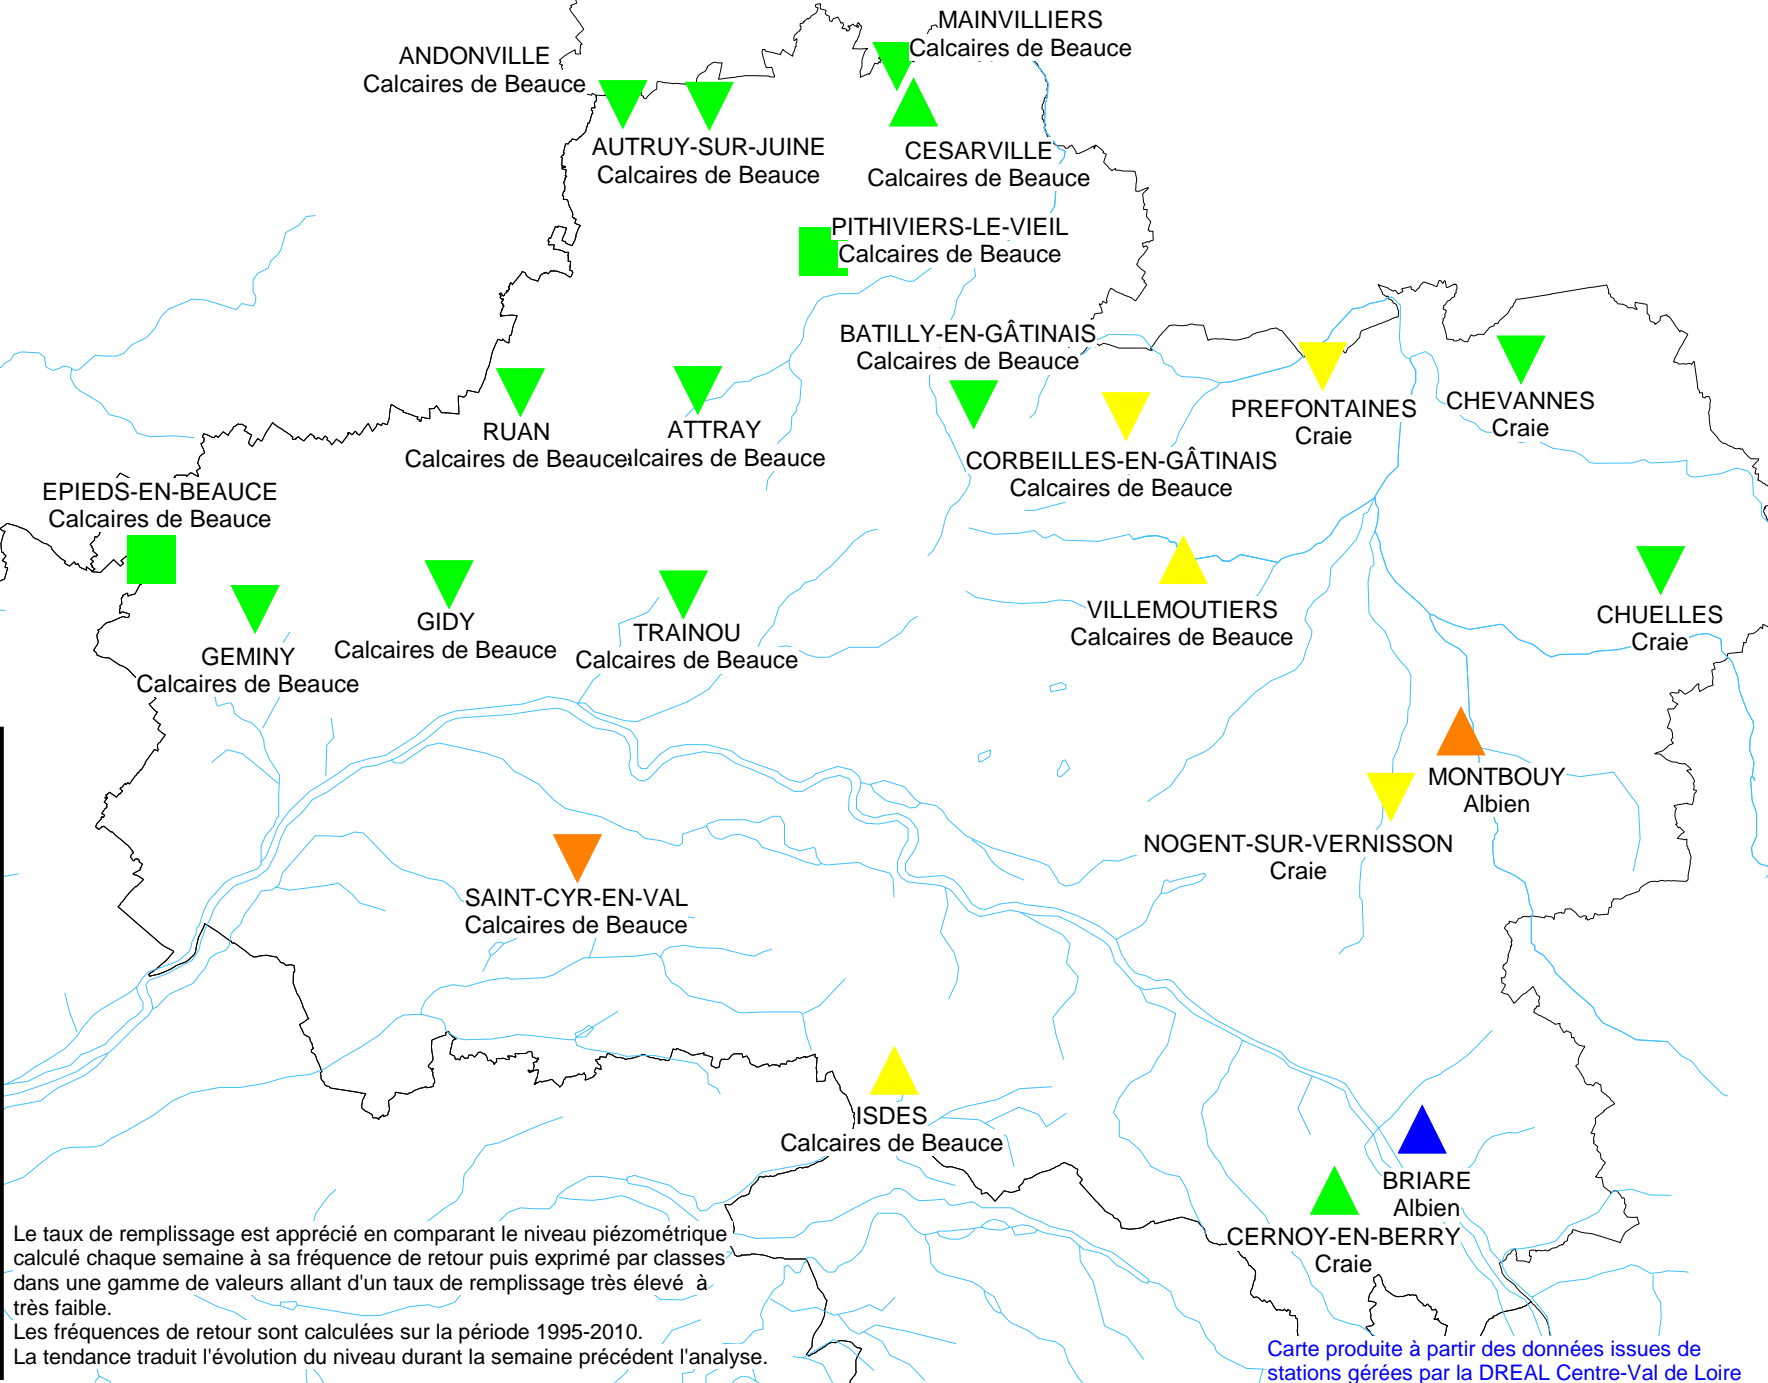 MAINVILLIERS
Calcaires de Beauce
ANDONVILLE
Calcaires de Beauce
AUTRUY-SUR-JUINE
Calcaires de Beauce
CESARVILLE
Calcaires de Beauce
PITHIVIERS-LE-VIEIL
Calcaires de Beauce
BATILLY-EN-GÂTINAIS
Calcaires de Beauce
PREFONTAINES
Craie
CHEVANNES
Craie
RUAN
Calcaires de Beauce
ATTRAY
alcaires de Beauce
CORBEILLES-EN-GÂTINAIS
Calcaires de Beauce
EPIEDS-EN-BEAUCE
Calcaires de Beauce
GEMINY
Calcaires de Beauce
GIDY
Calcaires de Beauce
TRAINOU
Calcaires de Beauce
VILLEMOUTIERS
Calcaires de Beauce
CHUELLES
Craie
MONTBOUY
Albien
NOGENT-SUR-VERNISSON
Craie
SAINT-CYR-EN-VAL
Calcaires de Beauce
ISDES
Calcaires de Beauce
BRIARE
Albien
CERNOY-EN-BERRY
Craie
Le taux de remplissage est apprécié en comparant le niveau piézométrique
calculé chaque semaine à sa fréquence de retour puis exprimé par classes
dans une gamme de valeurs allant d'un taux de remplissage très élevé à
très faible.
Les fréquences de retour sont calculées sur la période 1995-2010.
La tendance traduit l'évolution du niveau durant la semaine précédent l'analyse.
Carte produite à partir des données issues de
stations gérées par la DREAL Centre-Val de Loire